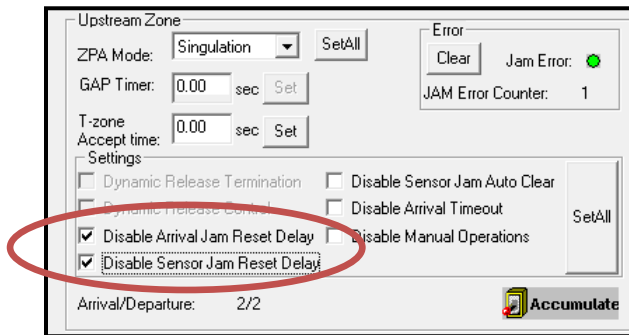 Upstream Zone
ZPA Mode: Singulation SetAll
GAP Timer: 0.00 sec Set
T-zone
Accept time: 0.00 sec Set
Error
Clear Jam Error:
JAM Error Counter: 1
Settings
Dynamic Release Termination Disable Sensor Jam Auto Clear
Dynamic Release Control Disable Arrival Timeout
Disable Arrival Jam Reset Delay Disable Manual Operations
Disable Sensor Jam Reset Delay
SetAll
Arrival/Departure: 2/2 Accumulate